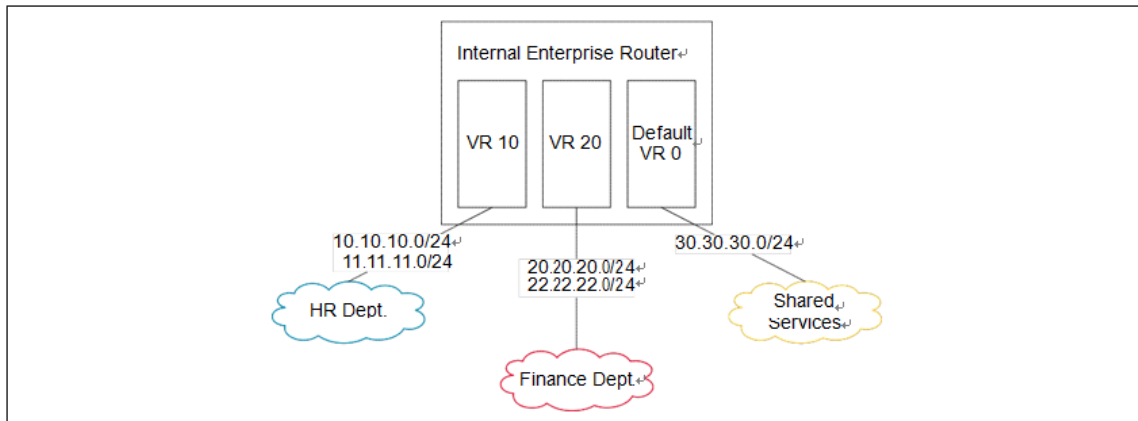 Internal Enterprise Router↵
VR 10
VR 20
Default↵
VR 0
10.10.10.0/24↵
11.11.11.0/24
20.20.20.0/24↵
22.22.22.0/24↵
30.30.30.0/24↵
HR Dept.
Finance Dept.↵
Shared↵
Services↵